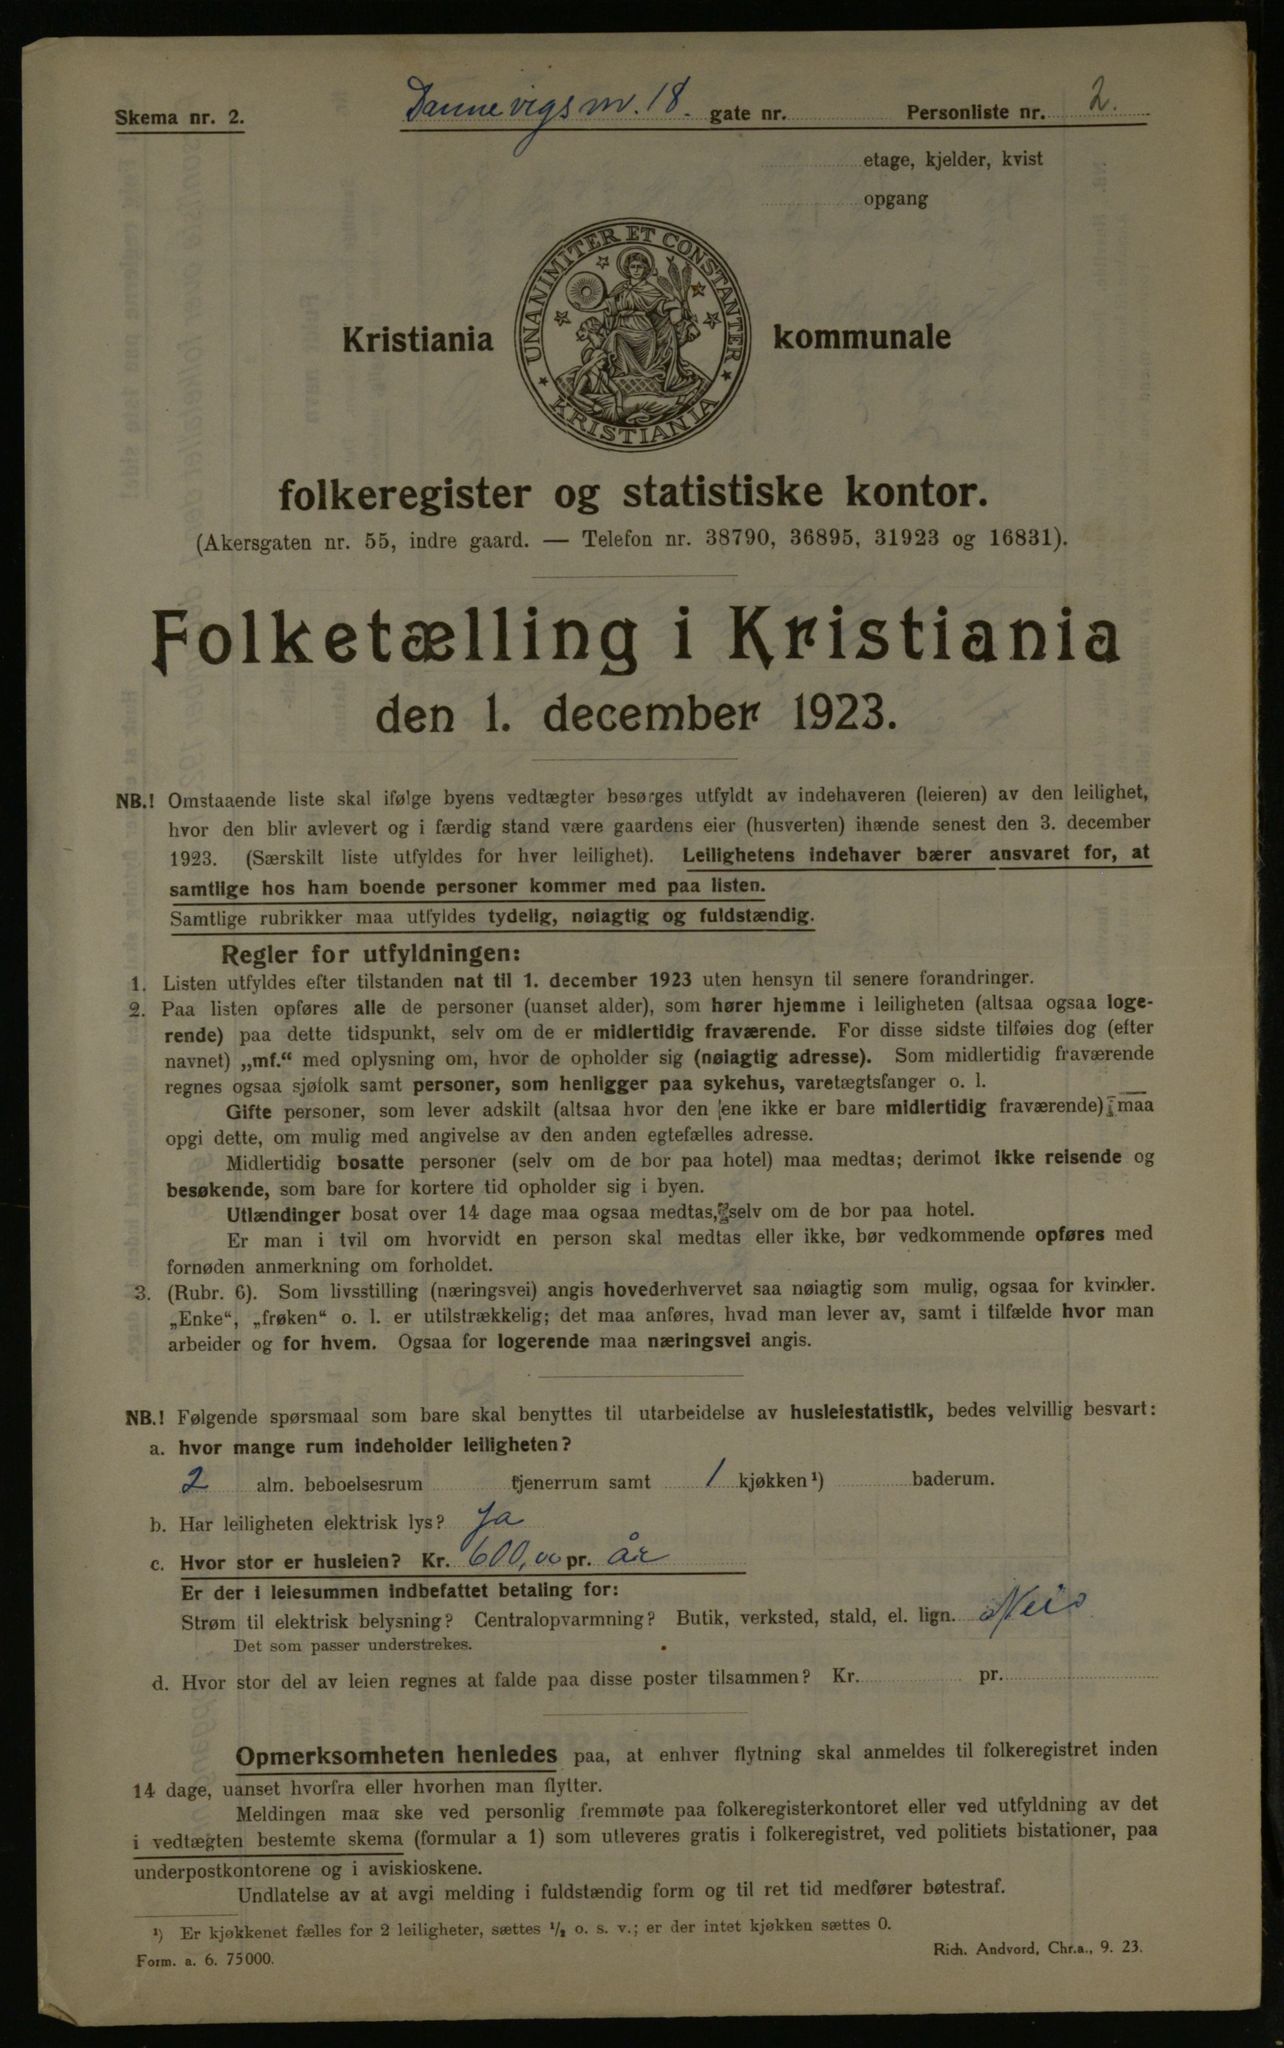 Skema nr. 2. Dannevigsv. 18. gate nr. Personliste nr. 2.
etage, kjelder, kvist
opgang
UNANIMITER ET CONSTANTER
KRISTIANIA
Kristiania kommunale
folkeregister og statistiske kontor.
(Akersgaten nr. 55, indre gaard. — Telefon nr. 38790, 36895, 31923 og 16831).
Folketælling i Kristiania
den 1. december 1923.
NB.! Omstaaende liste skal ifølge byens vedtægter besørges utfyldt av indehaveren (leieren) av den leilighet,
hvor den blir avlevert og i færdig stand være gaardens eier (husverten) ihænde senest den 3. december
1923. (Særskilt liste utfyldes for hver leilighet). Leilighetens indehaver bærer ansvaret for, at
samtlige hos ham boende personer kommer med paa listen.
Samtlige rubrikker maa utfyldes tydelig, nøiagtig og fuldstændig.
Regler for utfyldningen:
1. Listen utfyldes efter tilstanden nat til 1. december 1923 uten hensyn til senere forandringer.
2. Paa listen opføres alle de personer (uanset alder), som hører hjemme i leiligheten (altsaa ogsaa loge-
rende) paa dette tidspunkt, selv om de er midlertidig fraværende. For disse sidste tilføies dog (efter
navnet) „mf.“ med oplysning om, hvor de opholder sig (nøiagtig adresse). Som midlertidig fraværende
regnes ogsaa sjøfolk samt personer, som henligger paa sykehus, varetægtsfanger o. l.
Gifte personer, som lever adskilt (altsaa hvor den ene ikke er bare midlertidig fraværende) maa
opgi dette, om mulig med angivelse av den anden egtefælles adresse.
Midlertidig bosatte personer (selv om de bor paa hotel) maa medtas; derimot ikke reisende og
besøkende, som bare for kortere tid opholder sig i byen.
Utlændinger bosat over 14 dage maa ogsaa medtas, selv om de bor paa hotel.
Er man i tvil om hvorvidt en person skal medtas eller ikke, bør vedkommende opføres med
fornøden anmerkning om forholdet.
3. (Rubr. 6). Som livsstilling (næringsvei) angis hovederhvervet saa nøiagtig som mulig, ogsaa for kvinder.
„Enke“, „frøken“ o. l. er utilstrækkelig; det maa anføres, hvad man lever av, samt i tilfælde hvor man
arbeider og for hvem. Ogsaa for logerende maa næringsvei angis.
NB.! Følgende spørsmaal som bare skal benyttes til utarbeidelse av husleiestatistik, bedes velvillig besvart:
a. hvor mange rum indeholder leiligheten?
2 alm. beboelsesrum tjenerrum samt 1 kjøkken ¹) baderum.
b. Har leiligheten elektrisk lys? Ja
c. Hvor stor er husleien? Kr. 600,00 pr. år
Er der i leiesummen indbefattet betaling for:
Strøm til elektrisk belysning? Centralopvarmning? Butik, verksted, stald, el. lign. Nei
Det som passer understrekes.
d. Hvor stor del av leien regnes at falde paa disse poster tilsammen? Kr. pr.
Opmerksomheten henledes paa, at enhver flytning skal anmeldes til folkeregistret inden
14 dage, uanset hvorfra eller hvorhen man flytter.
Meldingen maa ske ved personlig fremmøte paa folkeregisterkontoret eller ved utfyldning av det
i vedtægten bestemte skema (formular a 1) som utleveres gratis i folkeregistret, ved politiets bistationer, paa
underpostkontorene og i aviskioskene.
Undlatelse av at avgi melding i fuldstændig form og til ret tid medfører bøtestraf.
¹) Er kjøkkenet fælles for 2 leiligheter, sættes ½ o. s. v.; er der intet kjøkken sættes 0.
Form. a. 6. 75000. Rich. Andvord, Chr.a., 9. 23.